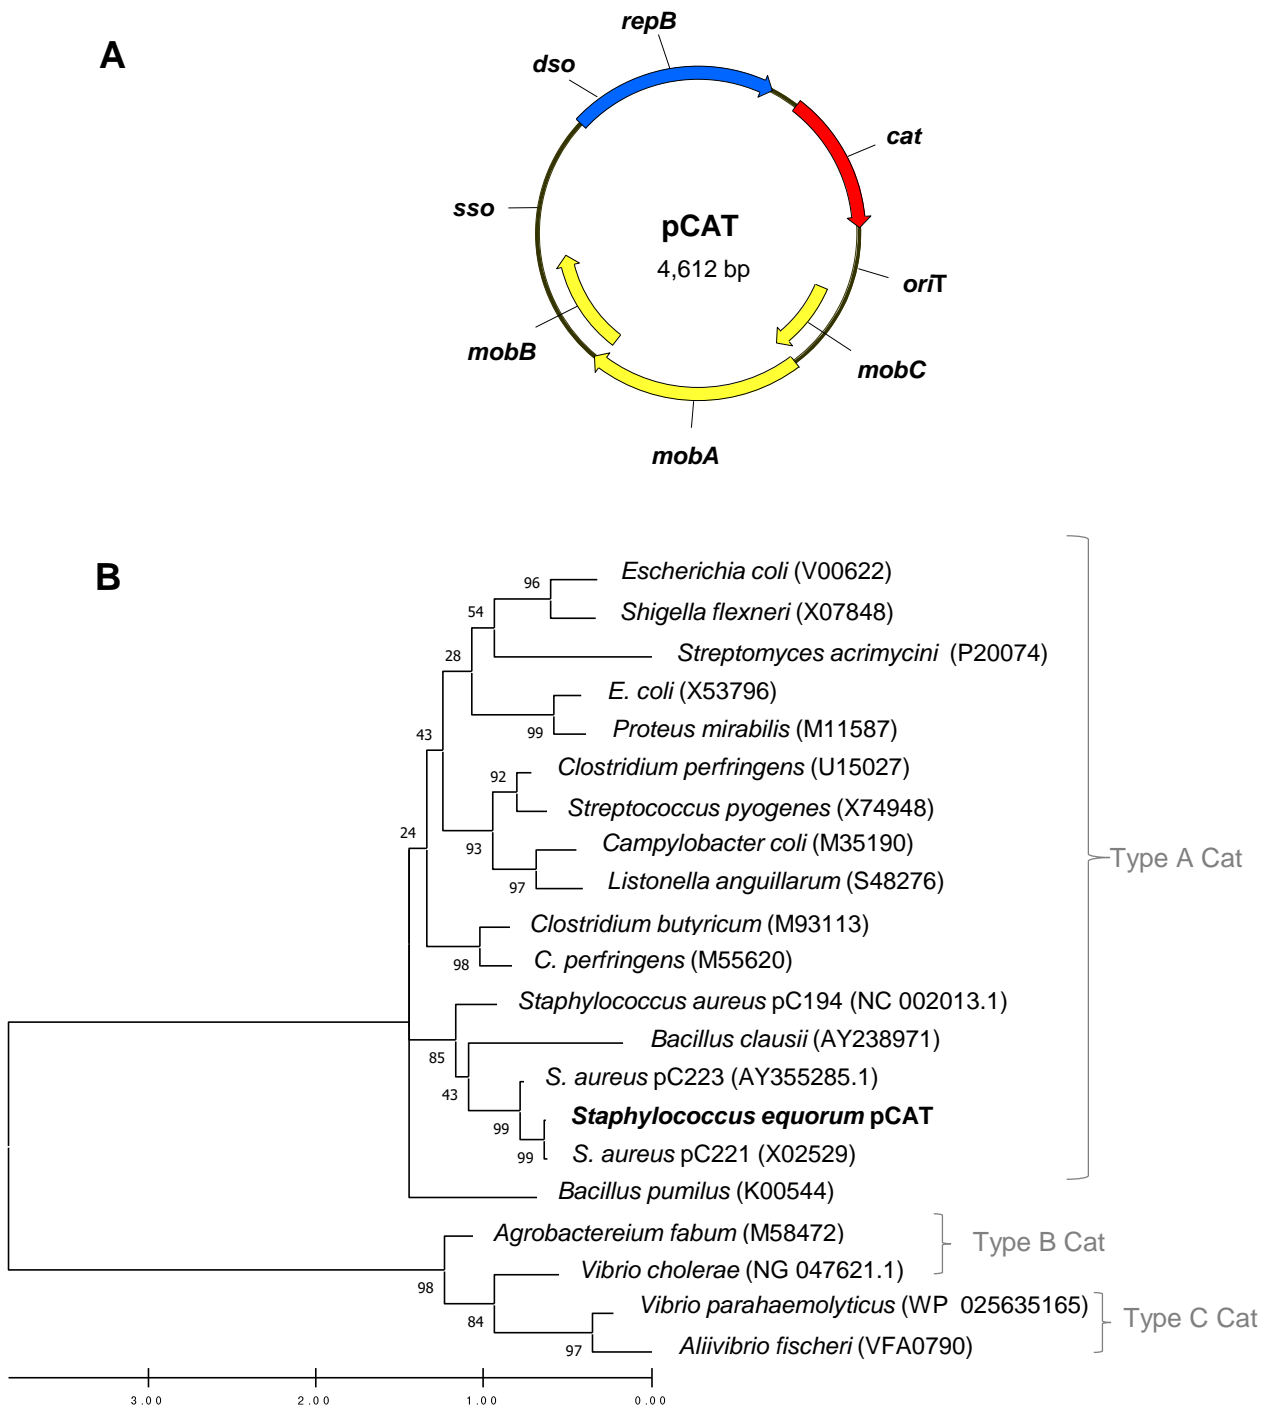 A
repB
dso
cat
sso
pCAT
4,612 bp
oriT
mobB
mobC
mobA
B
Escherichia coli (V00622)
96
Shigella flexneri (X07848)
54
Streptomyces acrimycini (P20074)
28
E. coli (X53796)
Proteus mirabilis (M11587)
99
43
Clostridium perfringens (U15027)
92
Streptococcus pyogenes (X74948)
24
Campylobacter coli (M35190)
93
Type A Cat
Listonella anguillarum (S48276)
97
Clostridium butyricum (M93113)
C. perfringens (M55620)
98
Staphylococcus aureus pC194 (NC 002013.1)
Bacillus clausii (AY238971)
85
S. aureus pC223 (AY355285.1)
43
Staphylococcus equorum pCAT
99
S. aureus pC221 (X02529)
99
Bacillus pumilus (K00544)
Agrobactereium fabum (M58472)
Type B Cat
Vibrio cholerae (NG 047621.1)
98
Vibrio parahaemolyticus (WP 025635165)
84
Type C Cat
Aliivibrio fischeri (VFA0790)
97
3.00 2.00 1.00 0.00